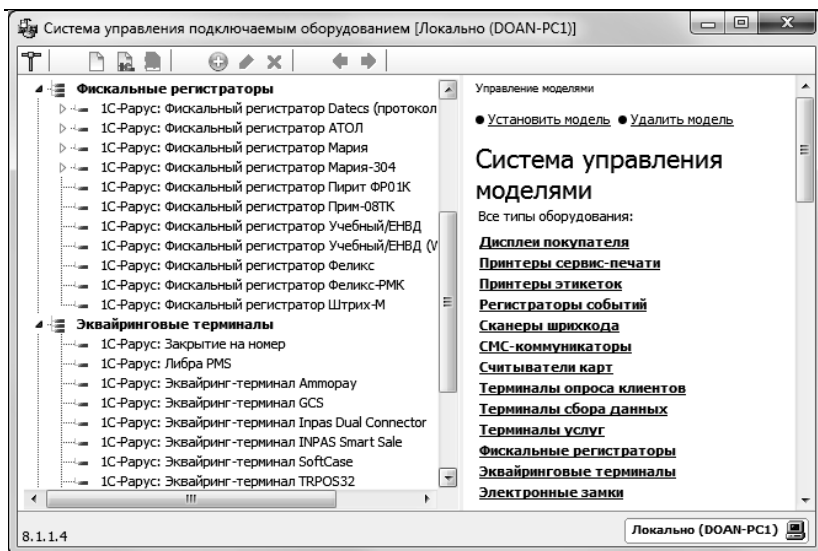 Система управления подключаемым оборудованием [Локально (DOAN-PC1)]
Фискальные регистраторы
1С-Рарус: Фискальный регистратор Datecs (протокол
1С-Рарус: Фискальный регистратор АТОЛ
1С-Рарус: Фискальный регистратор Мария
1С-Рарус: Фискальный регистратор Мария-304
1С-Рарус: Фискальный регистратор Пирит ФР01К
1С-Рарус: Фискальный регистратор Прим-08ТК
1С-Рарус: Фискальный регистратор Учебный/ЕНВД
1С-Рарус: Фискальный регистратор Учебный/ЕНВД (V
1С-Рарус: Фискальный регистратор Феликс
1С-Рарус: Фискальный регистратор Феликс-РМК
1С-Рарус: Фискальный регистратор Штрих-М
Эквайринговые терминалы
1С-Рарус: Закрытие на номер
1С-Рарус: Либра PMS
1С-Рарус: Эквайринг-терминал Ammopay
1С-Рарус: Эквайринг-терминал GCS
1С-Рарус: Эквайринг-терминал Inpas Dual Connector
1С-Рарус: Эквайринг-терминал INPAS Smart Sale
1С-Рарус: Эквайринг-терминал SoftCase
1С-Рарус: Эквайринг-терминал TRPOS32
Управление моделями
● Установить модель ● Удалить модель
Система управления
моделями
Все типы оборудования:
Дисплеи покупателя
Принтеры сервис-печати
Принтеры этикеток
Регистраторы событий
Сканеры шрихкода
СМС-коммуникаторы
Считыватели карт
Терминалы опроса клиентов
Терминалы сбора данных
Терминалы услуг
Фискальные регистраторы
Эквайринговые терминалы
Электронные замки
8.1.1.4
Локально (DOAN-PC1)